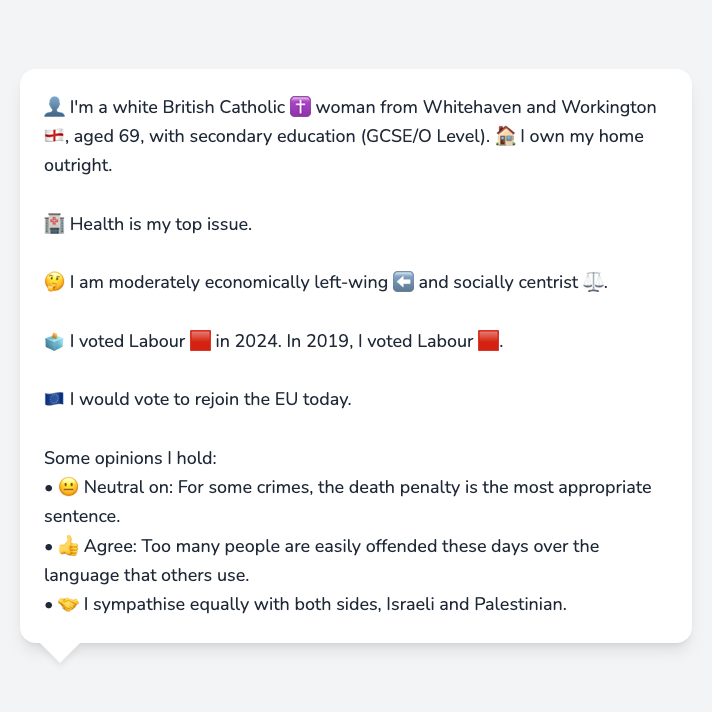 👤 I'm a white British Catholic ✝️ woman from Whitehaven and Workington
🏴󠁧󠁢󠁥󠁮󠁧󠁿, aged 69, with secondary education (GCSE/O Level). 🏠 I own my home
outright.
🏥 Health is my top issue.
🤔 I am moderately economically left-wing ⬅️ and socially centrist ⚖️.
🗳️ I voted Labour 🟥 in 2024. In 2019, I voted Labour 🟥.
🇪🇺 I would vote to rejoin the EU today.
Some opinions I hold:
• 😐 Neutral on: For some crimes, the death penalty is the most appropriate
sentence.
• 👍 Agree: Too many people are easily offended these days over the
language that others use.
• 🤝 I sympathise equally with both sides, Israeli and Palestinian.